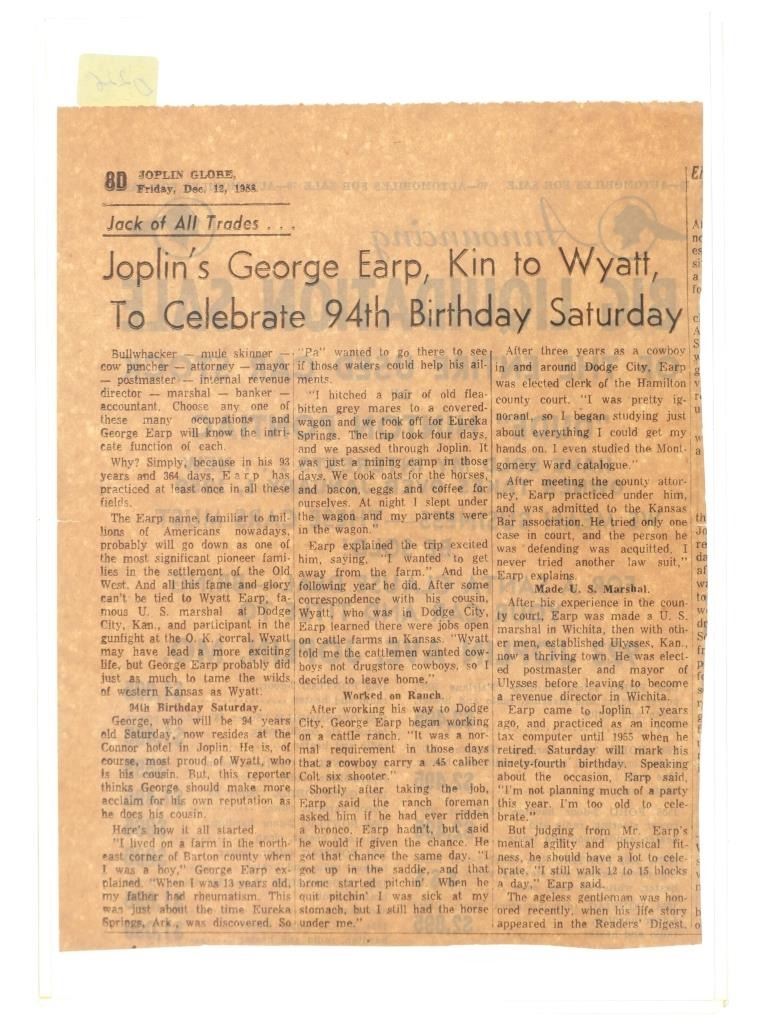 8D JOPLIN GLOBE,
Friday, Dec. 12, 1958.
Jack of All Trades . . .
Joplin's George Earp, Kin to Wyatt,
To Celebrate 94th Birthday Saturday
Bullwhacker — mule skinner —
cow puncher — attorney — mayor
— postmaster — internal revenue
director — marshal — banker —
accountant. Choose any one of
these many occupations and
George Earp will know the intri-
cate function of each.
Why? Simply, because in his 93
years and 364 days, Earp has
practiced at least once in all these
fields.
The Earp name, familiar to mil-
lions of Americans nowadays,
probably will go down as one of
the most significant pioneer fami-
lies in the settlement of the Old
West. And all this fame and glory
can't be tied to Wyatt Earp, fa-
mous U. S. marshal at Dodge
City, Kan., and participant in the
gunfight at the O. K. corral. Wyatt
may have lead a more exciting
life, but George Earp probably did
just as much to tame the wilds
of western Kansas as Wyatt.
94th Birthday Saturday.
George, who will be 94 years
old Saturday, now resides at the
Connor hotel in Joplin. He is, of
course, most proud of Wyatt, who
is his cousin. But, this reporter
thinks George should make more
acclaim for his own reputation as
he does his cousin.
Here's how it all started.
"I lived on a farm in the north-
east corner of Barton county when
I was a boy," George Earp ex-
plained. "When I was 13 years old,
my father had rheumatism. This
was just about the time Eureka
Springs, Ark., was discovered. So
"Pa" wanted to go there to see
if those waters could help his ail-
ments.
"I hitched a pair of old flea-
bitten grey mares to a covered-
wagon and we took off for Eureka
Springs. The trip took four days,
and we passed through Joplin. It
was just a mining camp in those
days. We took oats for the horses,
and bacon, eggs and coffee for
ourselves. At night I slept under
the wagon and my parents were
in the wagon."
Earp explained the trip excited
him, saying, "I wanted to get
away from the farm." And the
following year he did. After some
correspondence with his cousin,
Wyatt, who was in Dodge City,
Earp learned there were jobs open
on cattle farms in Kansas. "Wyatt
told me the cattlemen wanted cow-
boys not drugstore cowboys, so I
decided to leave home."
Worked on Ranch.
After working his way to Dodge
City, George Earp began working
on a cattle ranch. "It was a nor-
mal requirement in those days
that a cowboy carry a .45 caliber
Colt six shooter."
Shortly after taking the job,
Earp said the ranch foreman
asked him if he had ever ridden
a bronco. Earp hadn't, but said
he would if given the chance. He
got that chance the same day. "I
got up in the saddle, and that
bronc started pitchin'. When he
quit pitchin' I was sick at my
stomach, but I still had the horse
under me."
After three years as a cowboy
in and around Dodge City, Earp
was elected clerk of the Hamilton
county court. "I was pretty ig-
norant, so I began studying just
about everything I could get my
hands on. I even studied the Mont-
gomery Ward catalogue."
After meeting the county attor-
ney, Earp practiced under him,
and was admitted to the Kansas
Bar association. He tried only one
case in court, and the person he
was defending was acquitted. "I
never tried another law suit,"
Earp explains.
Made U. S. Marshal.
After his experience in the coun-
ty court, Earp was made a U. S.
marshal in Wichita, then with oth-
er men, established Ulysses, Kan.,
now a thriving town. He was elect-
ed postmaster and mayor of
Ulysses before leaving to become
a revenue director in Wichita.
Earp came to Joplin 17 years
ago, and practiced as an income
tax computer until 1955 when he
retired. Saturday will mark his
ninety-fourth birthday. Speaking
about the occasion, Earp said,
"I'm not planning much of a party
this year. I'm too old to cele-
brate."
But judging from Mr. Earp's
mental agility and physical fit-
ness, he should have a lot to cele-
brate. "I still walk 12 to 15 blocks
a day," Earp said.
The ageless gentleman was hon-
ored recently, when his life story
appeared in the Readers' Digest.